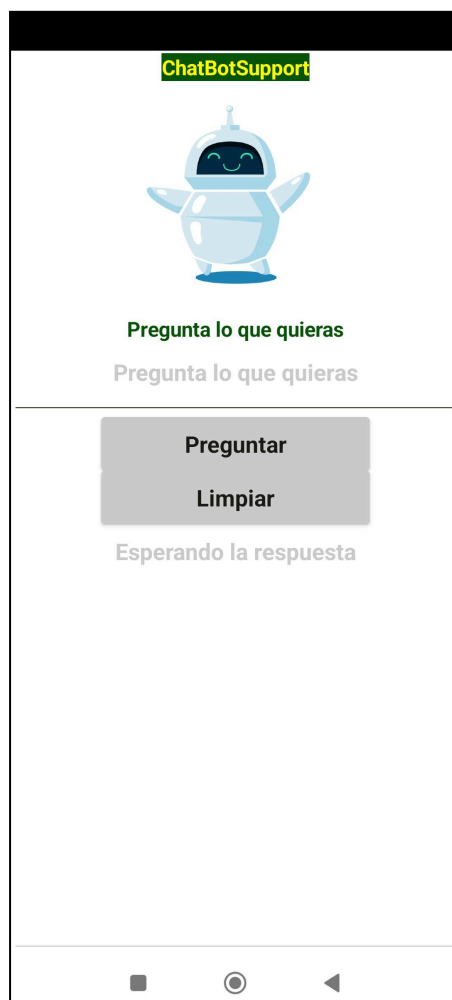 ChatBotSupport
Pregunta lo que quieras
Pregunta lo que quieras
Preguntar
Limpiar
Esperando la respuesta